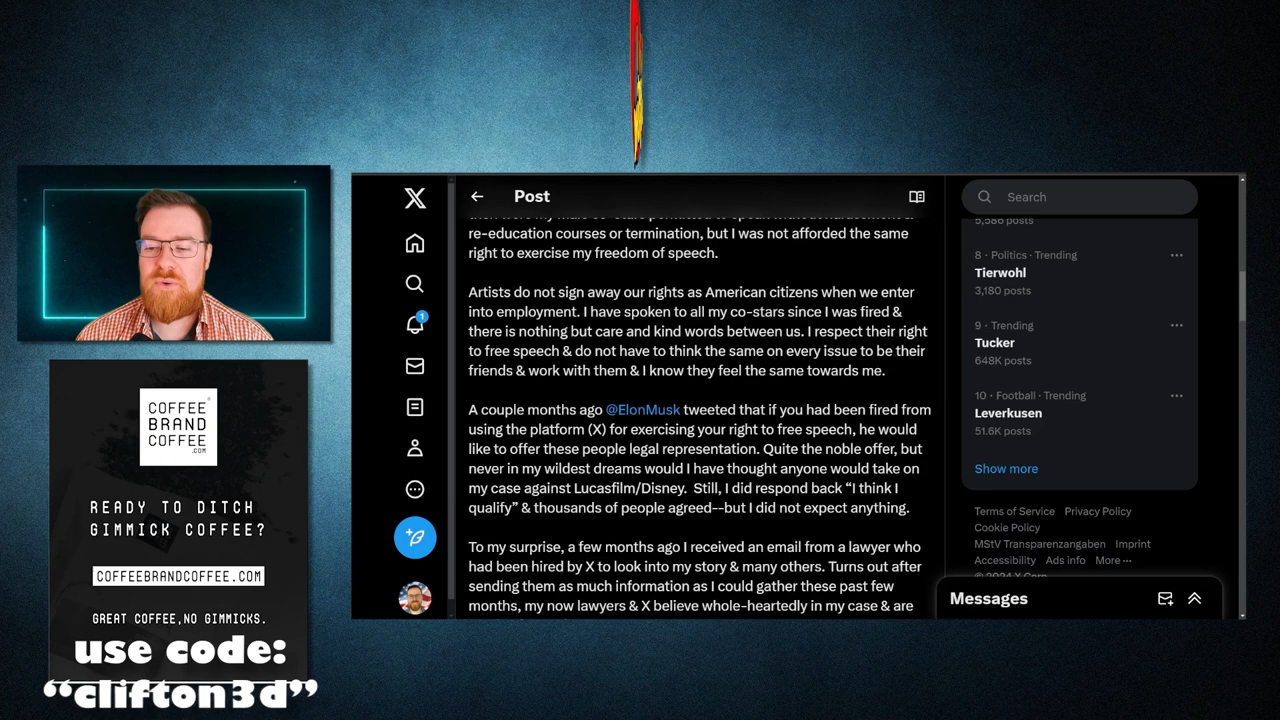 Post
re-education courses or termination, but I was not afforded the same
right to exercise my freedom of speech.
Artists do not sign away our rights as American citizens when we enter
into employment. I have spoken to all my co-stars since I was fired &
there is nothing but care and kind words between us. I respect their right
to free speech & do not have to think the same on every issue to be their
friends & work with them & I know they feel the same towards me.
A couple months ago @ElonMusk tweeted that if you had been fired from
using the platform (X) for exercising your right to free speech, he would
like to offer these people legal representation. Quite the noble offer, but
never in my wildest dreams would I have thought anyone would take on
my case against Lucasfilm/Disney.  Still, I did respond back “I think I
qualify” & thousands of people agreed--but I did not expect anything.
To my surprise, a few months ago I received an email from a lawyer who
had been hired by X to look into my story & many others. Turns out after
sending them as much information as I could gather these past few
months, my now lawyers & X believe whole-heartedly in my case & are
1
Search
5,586 posts
8 · Politics · Trending
Tierwohl
3,180 posts
9 · Trending
Tucker
648K posts
10 · Football · Trending
Leverkusen
51.6K posts
Show more
Terms of Service Privacy Policy
Cookie Policy
MStV Transparenzangaben Imprint
Accessibility Ads info More ···
© 2024 X Corp.
Messages
COFFEE
BRAND
COFFEE
.COM
READY TO DITCH
GIMMICK COFFEE?
COFFEEBRANDCOFFEE.COM
GREAT COFFEE,NO GIMMICKS.
use code:
“clifton3d”